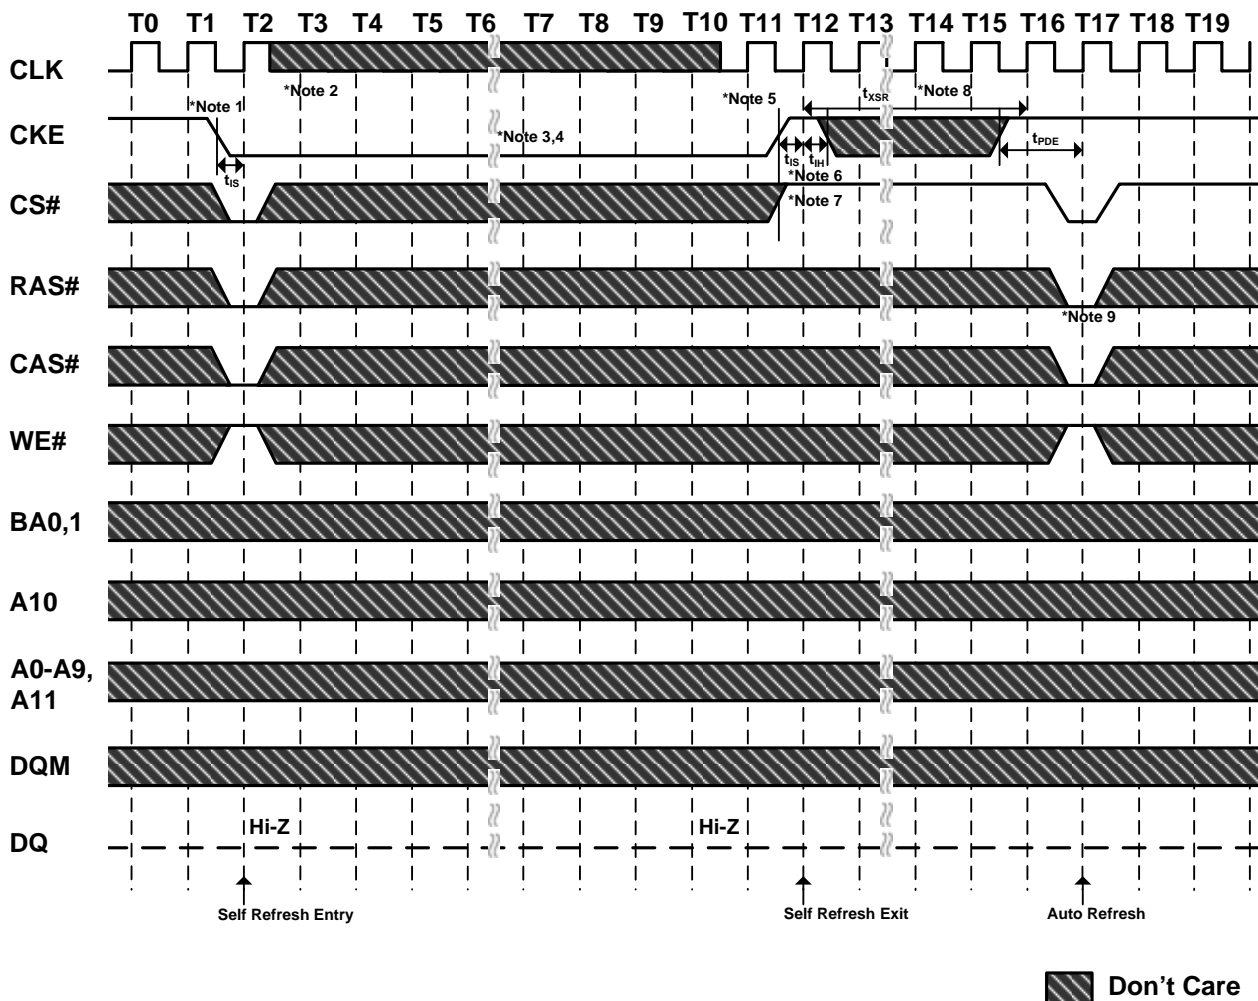 T0 T1 T2 T3 T4 T5 T6 T7 T8 T9 T10 T11 T12 T13 T14 T15 T16 T17 T18 T19
CLK
*Note 1 *Note 2 *Note 5 tXSR *Note 8
CKE
*Note 3,4 tPDE
tIS tIS tIH
*Note 6
CS#
*Note 7
RAS#
*Note 9
CAS#
WE#
BA0,1
A10
A0-A9,
A11
DQM
Hi-Z Hi-Z
DQ
Self Refresh Entry Self Refresh Exit Auto Refresh
Don't Care